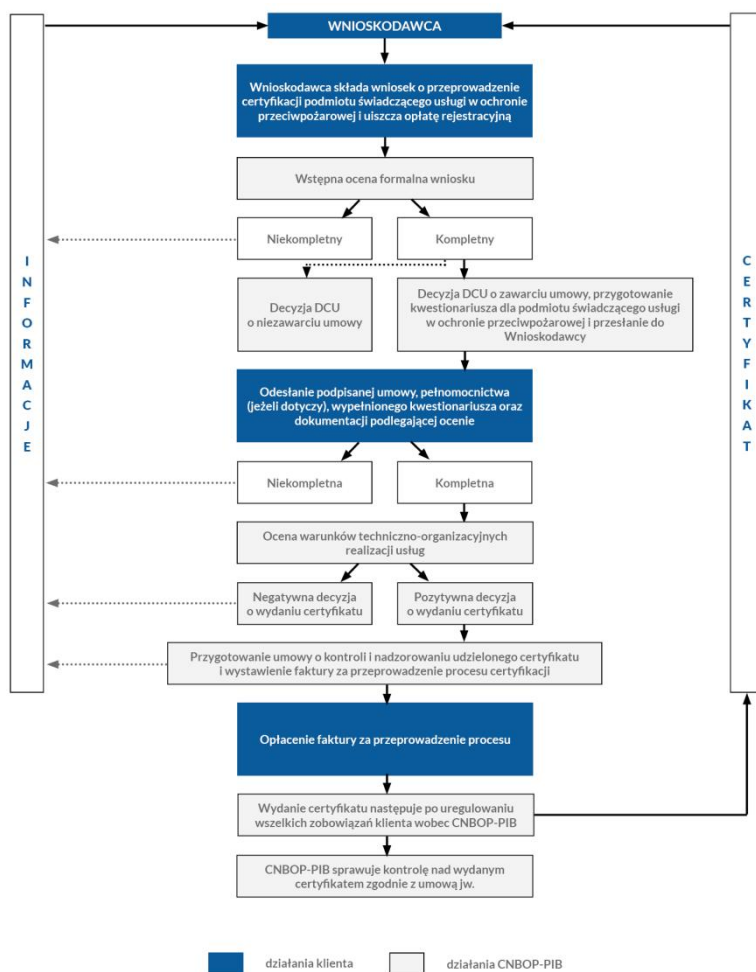 WNIOSKODAWCA
Wnioskodawca składa wniosek o przeprowadzenie
certyfikacji podmiotu świadczącego usługi w ochronie
przeciwpożarowej i uiszcza opłatę rejestracyjną
Wstępna ocena formalna wniosku
Niekompletny
Kompletny
Decyzja DCU
o niezawarciu umowy
Decyzja DCU o zawarciu umowy, przygotowanie
kwestionariusza dla podmiotu świadczącego usługi
w ochronie przeciwpożarowej i przesłanie do
Wnioskodawcy
INFORMACJE
CERTYFIKAT
Odesłanie podpisanej umowy, pełnomocnictwa
(jeżeli dotyczy), wypełnionego kwestionariusza oraz
dokumentacji podlegającej ocenie
Niekompletna
Kompletna
Ocena warunków techniczno-organizacyjnych
realizacji usług
Negatywna decyzja
o wydaniu certyfikatu
Pozytywna decyzja
o wydaniu certyfikatu
Przygotowanie umowy o kontroli i nadzorowaniu udzielonego certyfikatu
i wystawienie faktury za przeprowadzenie procesu certyfikacji
Opłacenie faktury za przeprowadzenie procesu
Wydanie certyfikatu następuje po uregulowaniu
wszelkich zobowiązań klienta wobec CNBOP-PIB
CNBOP-PIB sprawuje kontrolę nad wydanym
certyfikatem zgodnie z umową jw.
działania klienta
działania CNBOP-PIB